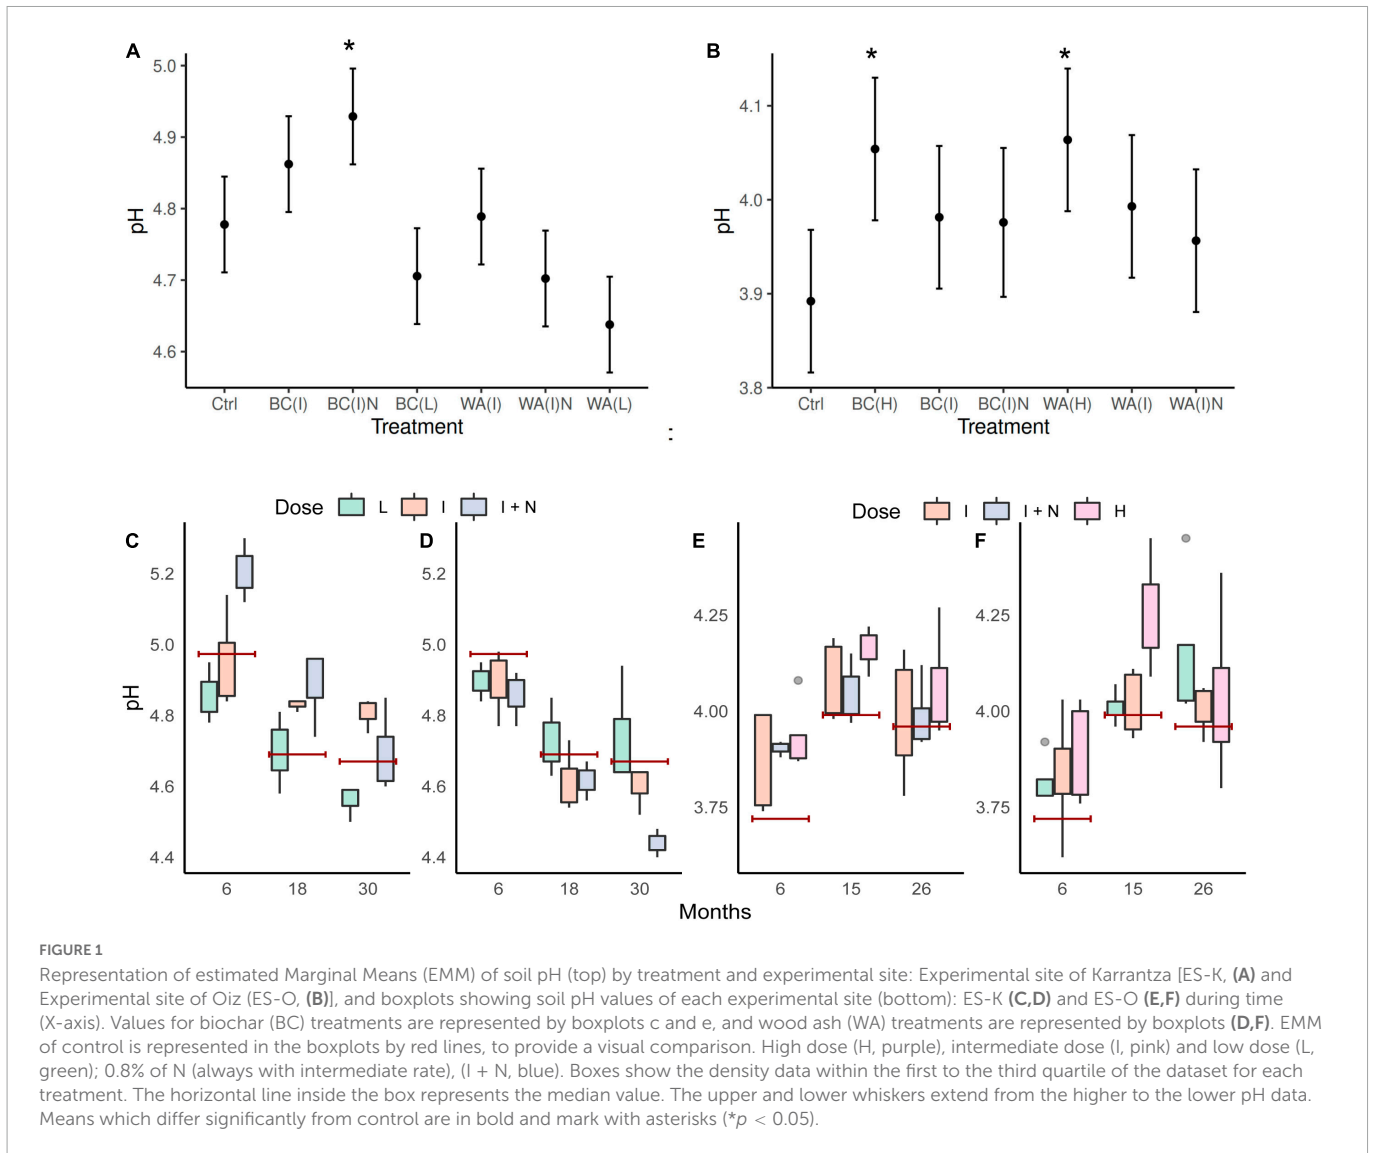 A
*
5.0
4.9
4.8
4.7
4.6
pH
Ctrl BC(I) BC(I)N BC(L) WA(I) WA(I)N WA(L)
Treatment
B
* *
4.1
4.0
3.9
3.8
pH
Ctrl BC(H) BC(I) BC(I)N WA(H) WA(I) WA(I)N
Treatment
:
Dose L I I + N
Dose I I + N H
C
5.2
5.0
4.8
4.6
4.4
pH
6 18 30
D
5.2
5.0
4.8
4.6
4.4
6 18 30
E
4.25
4.00
3.75
6 15 26
F
4.25
4.00
3.75
6 15 26
Months
FIGURE 1
Representation of estimated Marginal Means (EMM) of soil pH (top) by treatment and experimental site: Experimental site of Karrantza [ES-K, (A) and
Experimental site of Oiz (ES-O, (B)], and boxplots showing soil pH values of each experimental site (bottom): ES-K (C,D) and ES-O (E,F) during time
(X-axis). Values for biochar (BC) treatments are represented by boxplots c and e, and wood ash (WA) treatments are represented by boxplots (D,F). EMM
of control is represented in the boxplots by red lines, to provide a visual comparison. High dose (H, purple), intermediate dose (I, pink) and low dose (L,
green); 0.8% of N (always with intermediate rate), (I + N, blue). Boxes show the density data within the first to the third quartile of the dataset for each
treatment. The horizontal line inside the box represents the median value. The upper and lower whiskers extend from the higher to the lower pH data.
Means which differ significantly from control are in bold and mark with asterisks (*p < 0.05).